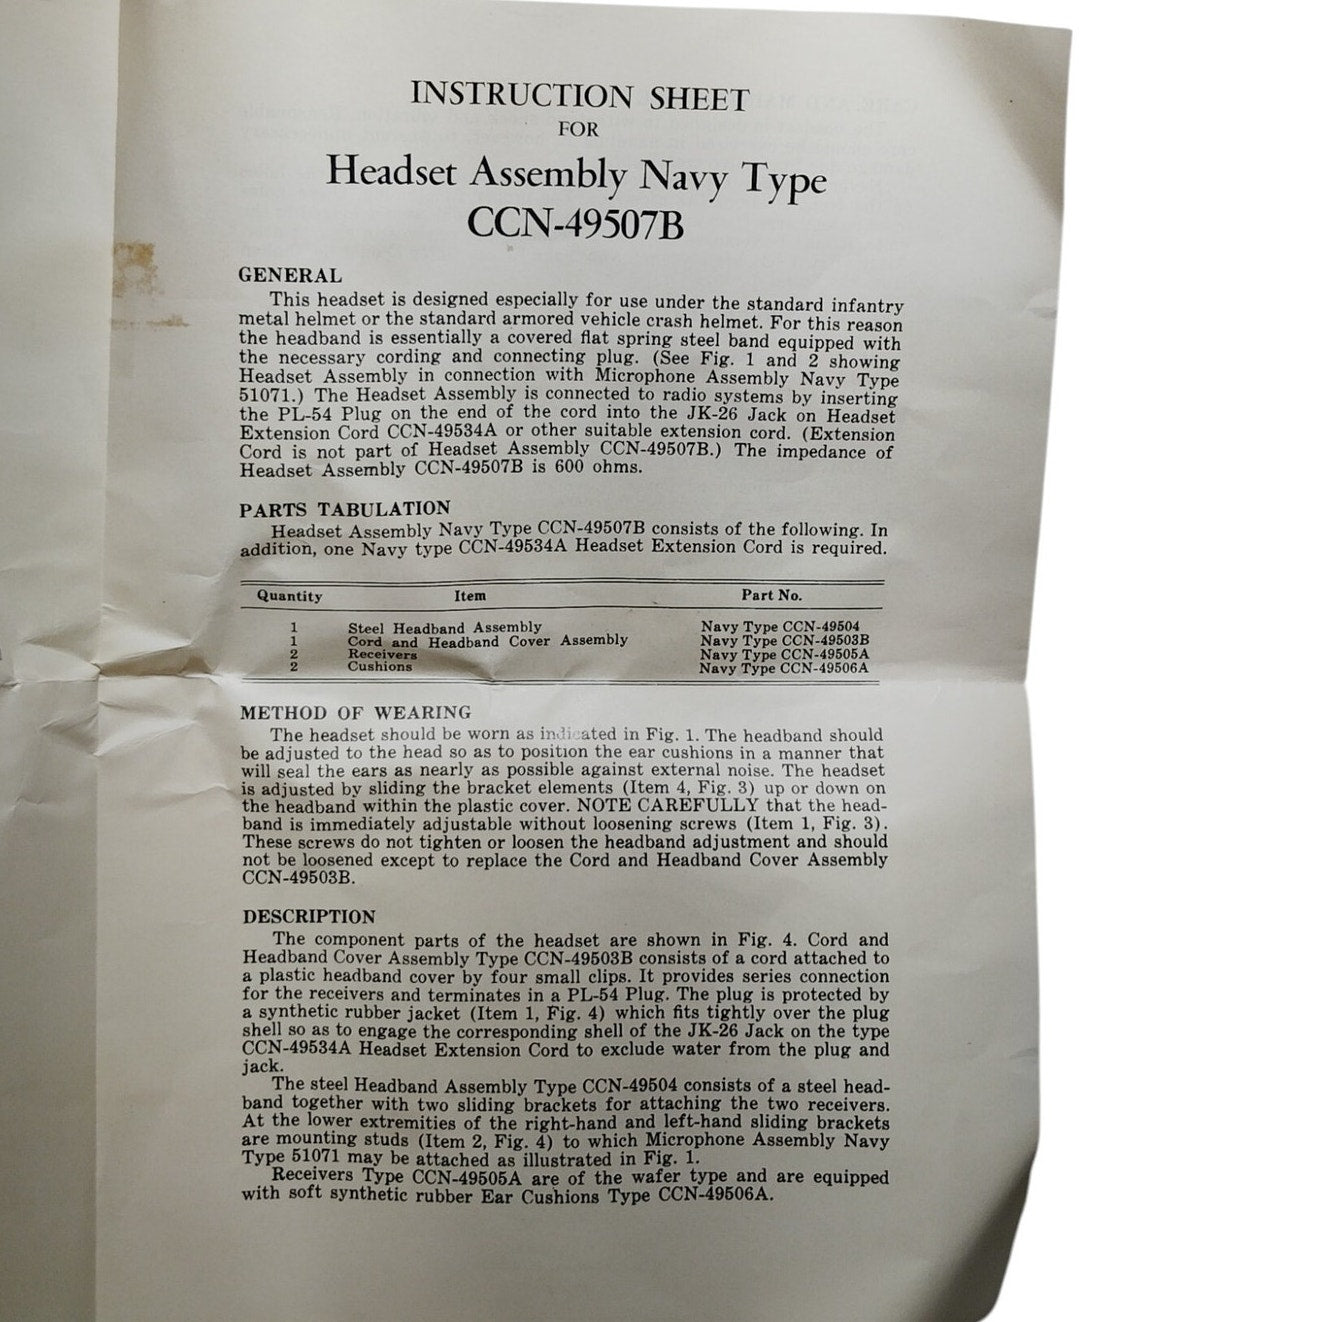 INSTRUCTION SHEET
FOR
Headset Assembly Navy Type
CCN-49507B
GENERAL
This headset is designed especially for use under the standard infantry
metal helmet or the standard armored vehicle crash helmet. For this reason
the headband is essentially a covered flat spring steel band equipped with
the necessary cording and connecting plug. (See Fig. 1 and 2 showing
Headset Assembly in connection with Microphone Assembly Navy Type
51071.) The Headset Assembly is connected to radio systems by inserting
the PL-54 Plug on the end of the cord into the JK-26 Jack on Headset
Extension Cord CCN-49534A or other suitable extension cord. (Extension
Cord is not part of Headset Assembly CCN-49507B.) The impedance of
Headset Assembly CCN-49507B is 600 ohms.
PARTS TABULATION
Headset Assembly Navy Type CCN-49507B consists of the following. In
addition, one Navy type CCN-49534A Headset Extension Cord is required.
Quantity Item Part No.
1 Steel Headband Assembly Navy Type CCN-49504
1 Cord and Headband Cover Assembly Navy Type CCN-49503B
2 Receivers Navy Type CCN-49505A
2 Cushions Navy Type CCN-49506A
METHOD OF WEARING
The headset should be worn as indicated in Fig. 1. The headband should
be adjusted to the head so as to position the ear cushions in a manner that
will seal the ears as nearly as possible against external noise. The headset
is adjusted by sliding the bracket elements (Item 4, Fig. 3) up or down on
the headband within the plastic cover. NOTE CAREFULLY that the head-
band is immediately adjustable without loosening screws (Item 1, Fig. 3).
These screws do not tighten or loosen the headband adjustment and should
not be loosened except to replace the Cord and Headband Cover Assembly
CCN-49503B.
DESCRIPTION
The component parts of the headset are shown in Fig. 4. Cord and
Headband Cover Assembly Type CCN-49503B consists of a cord attached to
a plastic headband cover by four small clips. It provides series connection
for the receivers and terminates in a PL-54 Plug. The plug is protected by
a synthetic rubber jacket (Item 1, Fig. 4) which fits tightly over the plug
shell so as to engage the corresponding shell of the JK-26 Jack on the type
CCN-49534A Headset Extension Cord to exclude water from the plug and
jack.
The steel Headband Assembly Type CCN-49504 consists of a steel head-
band together with two sliding brackets for attaching the two receivers.
At the lower extremities of the right-hand and left-hand sliding brackets
are mounting studs (Item 2, Fig. 4) to which Microphone Assembly Navy
Type 51071 may be attached as illustrated in Fig. 1.
Receivers Type CCN-49505A are of the wafer type and are equipped
with soft synthetic rubber Ear Cushions Type CCN-49506A.